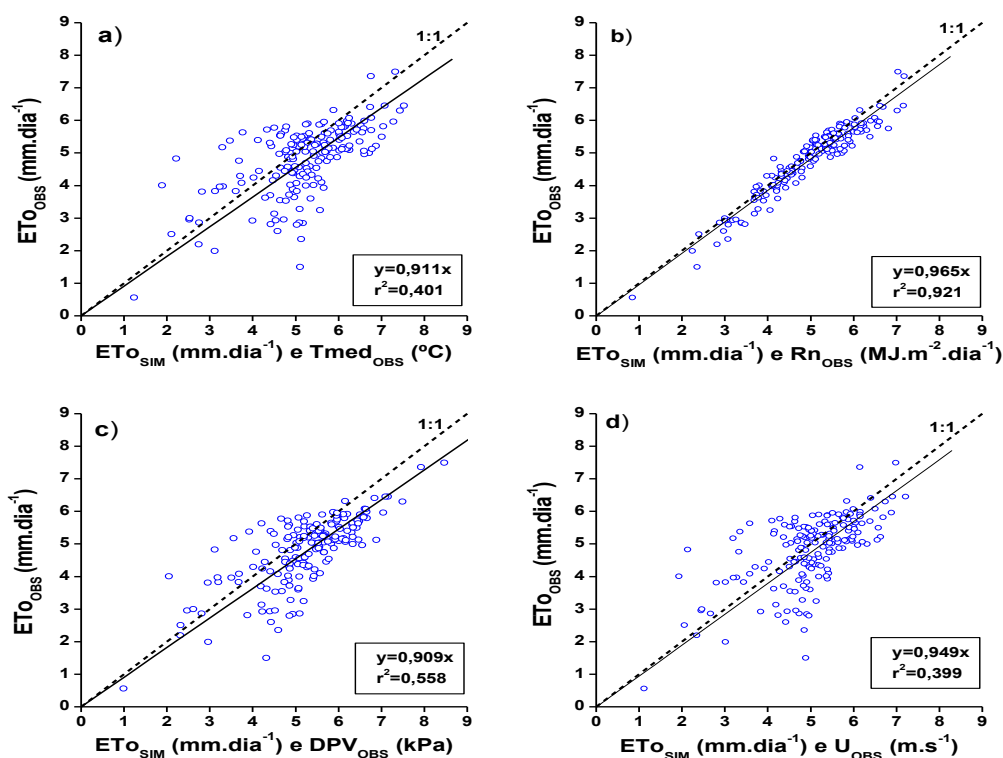 a)
1:1
9
8
7
6
5
4
3
2
1
0
ETo_OBS (mm.dia⁻¹)
y=0,911x
r²=0,401
0 1 2 3 4 5 6 7 8 9
ETo_SIM (mm.dia⁻¹) e Tmed_OBS (ºC)
b)
1:1
9
8
7
6
5
4
3
2
1
0
ETo_OBS (mm.dia⁻¹)
y=0,965x
r²=0,921
0 1 2 3 4 5 6 7 8 9
ETo_SIM (mm.dia⁻¹) e Rn_OBS (MJ.m⁻².dia⁻¹)
c)
1:1
9
8
7
6
5
4
3
2
1
0
ETo_OBS (mm.dia⁻¹)
y=0,909x
r²=0,558
0 1 2 3 4 5 6 7 8 9
ETo_SIM (mm.dia⁻¹) e DPV_OBS (kPa)
d)
1:1
9
8
7
6
5
4
3
2
1
0
ETo_OBS (mm.dia⁻¹)
y=0,949x
r²=0,399
0 1 2 3 4 5 6 7 8 9
ETo_SIM (mm.dia⁻¹) e U_OBS (m.s⁻¹)